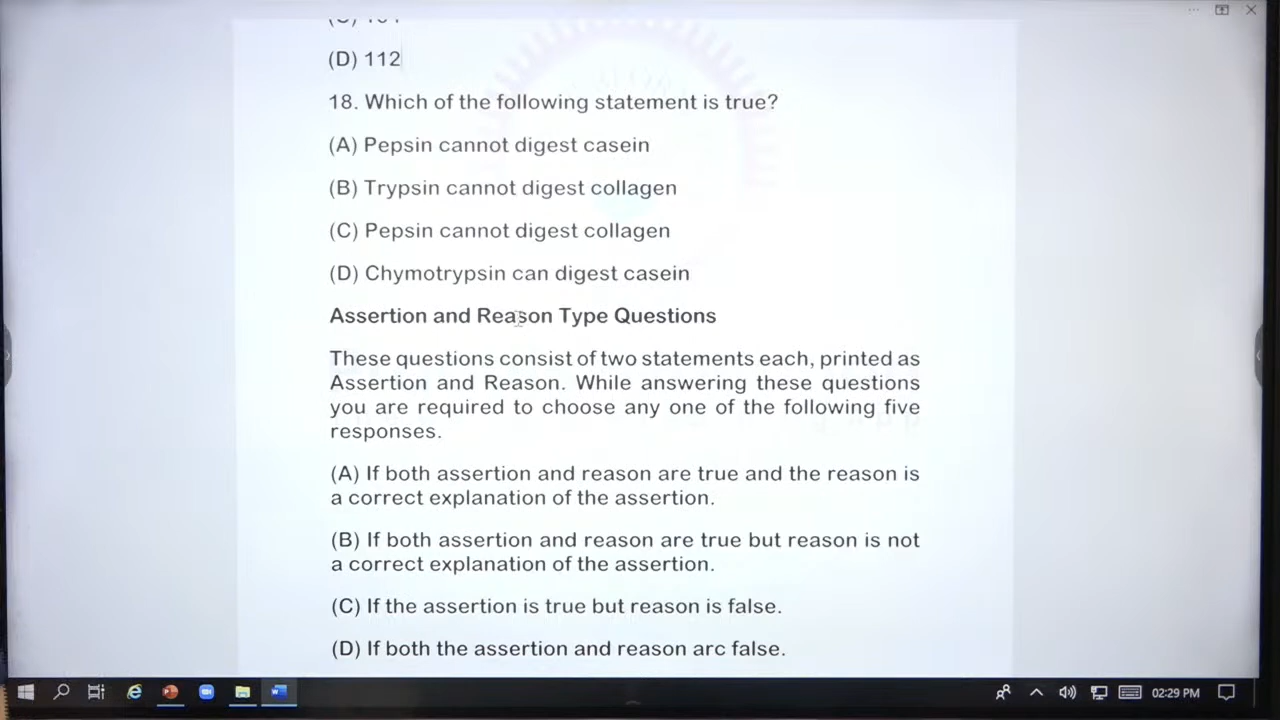 (D) 112
18. Which of the following statement is true?
(A) Pepsin cannot digest casein
(B) Trypsin cannot digest collagen
(C) Pepsin cannot digest collagen
(D) Chymotrypsin can digest casein
Assertion and Reason Type Questions
These questions consist of two statements each, printed as
Assertion and Reason. While answering these questions
you are required to choose any one of the following five
responses.
(A) If both assertion and reason are true and the reason is
a correct explanation of the assertion.
(B) If both assertion and reason are true but reason is not
a correct explanation of the assertion.
(C) If the assertion is true but reason is false.
(D) If both the assertion and reason arc false.
02:29 PM